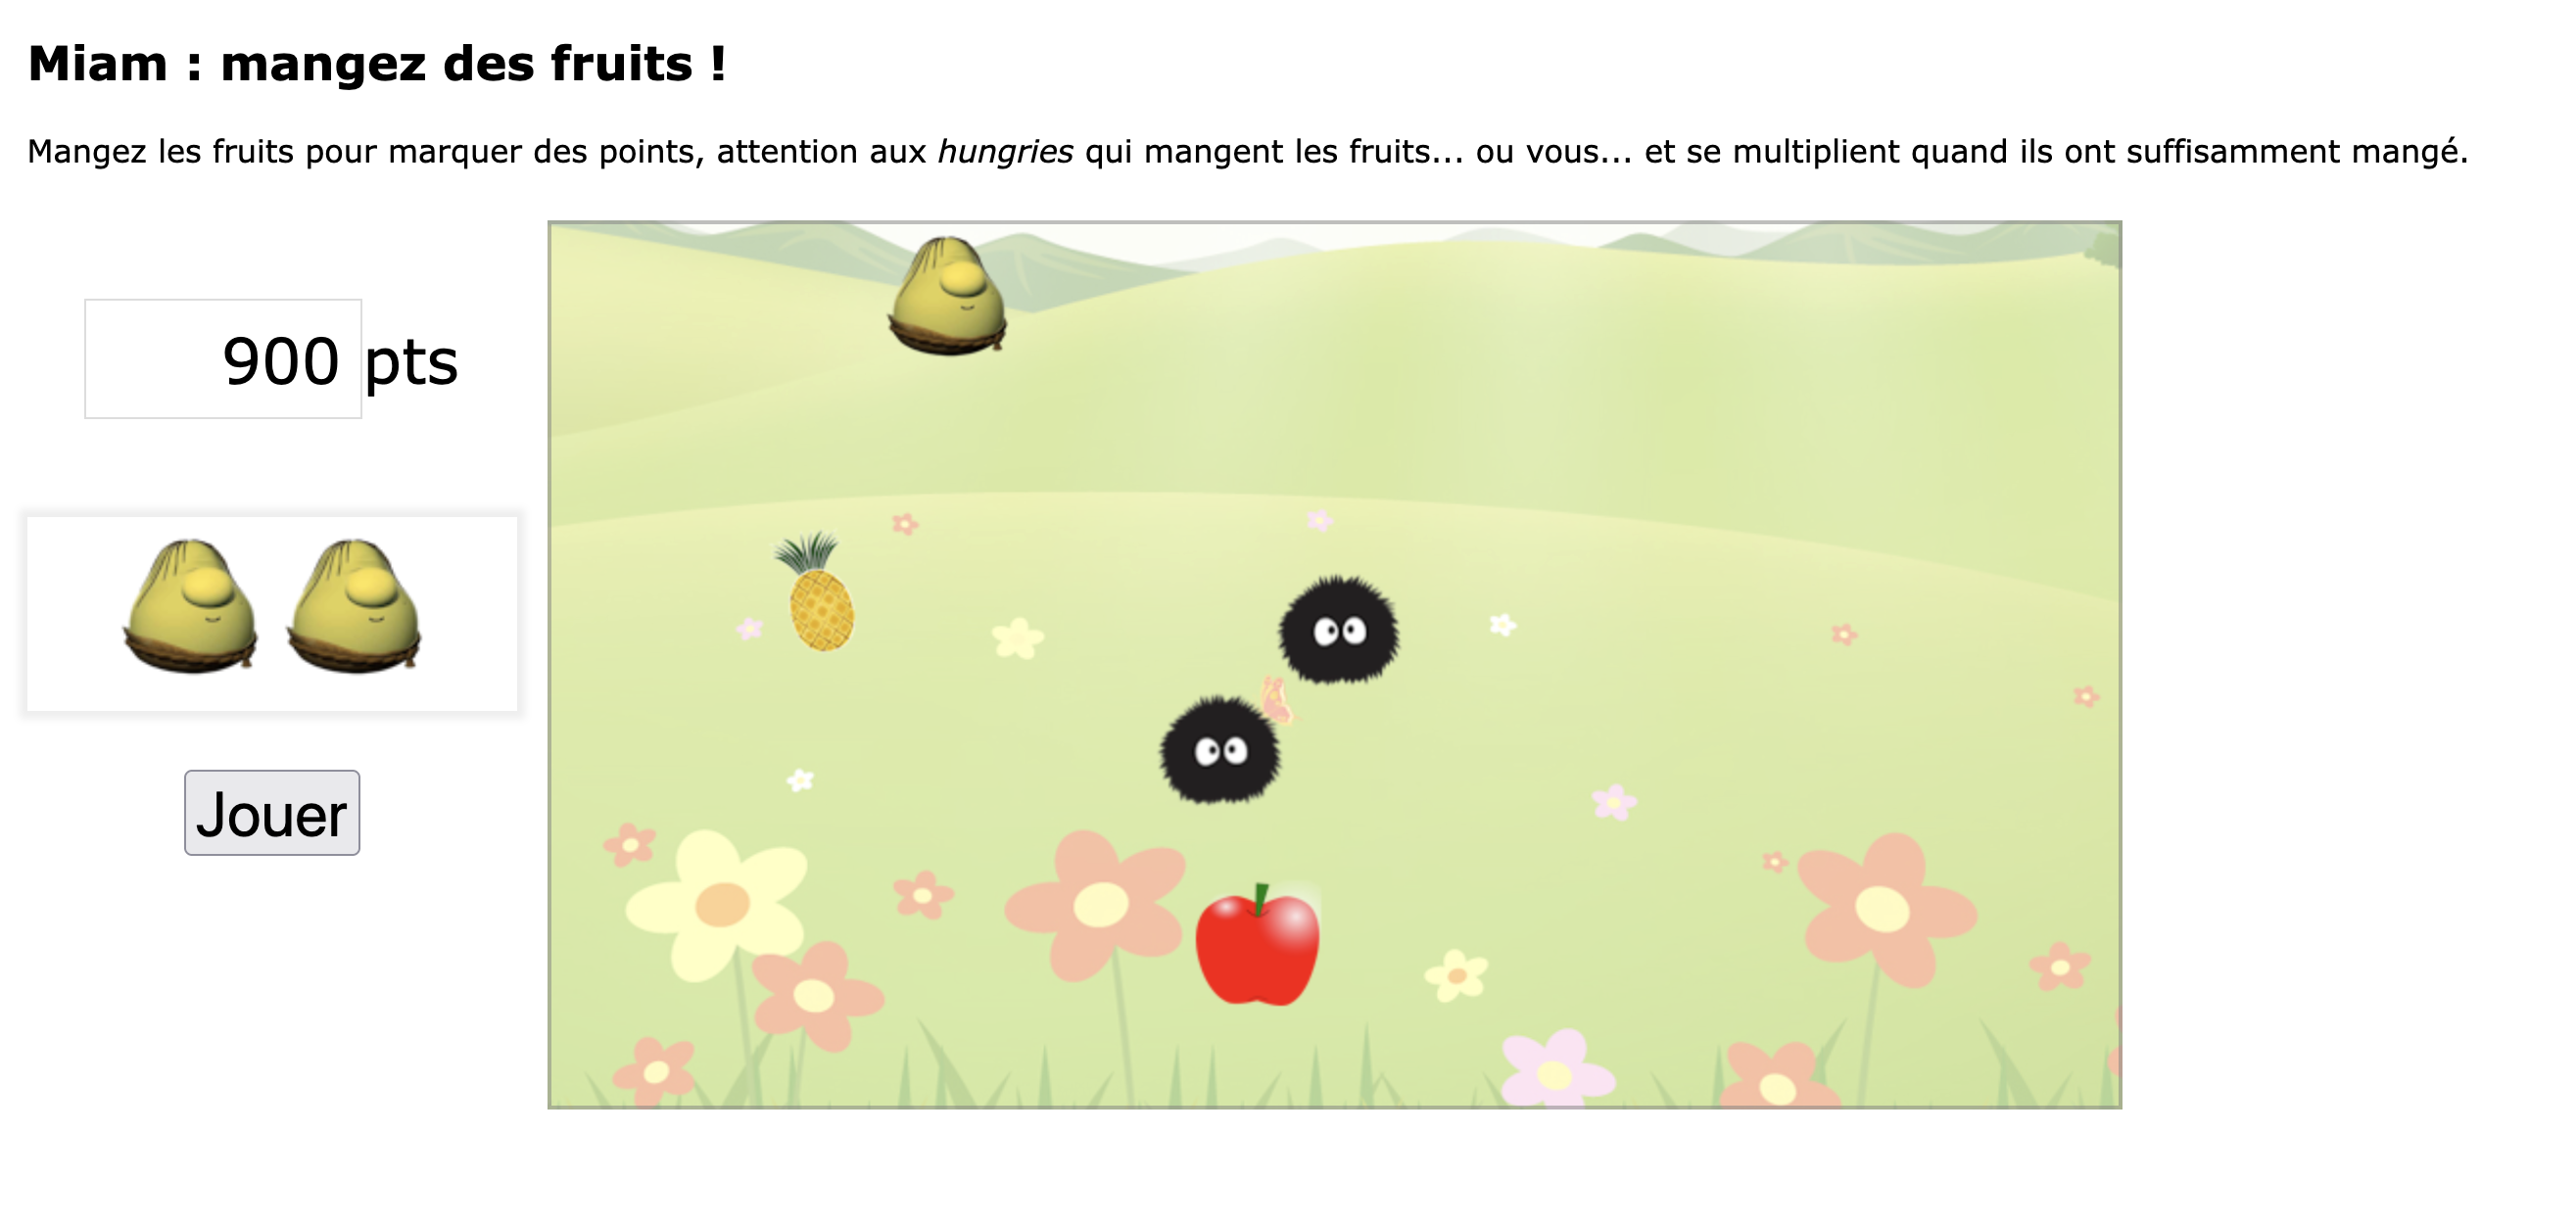 Miam : mangez des fruits !
Mangez les fruits pour marquer des points, attention aux hungries qui mangent les fruits... ou vous... et se multiplient quand ils ont suffisamment mangé.
900 pts
Jouer